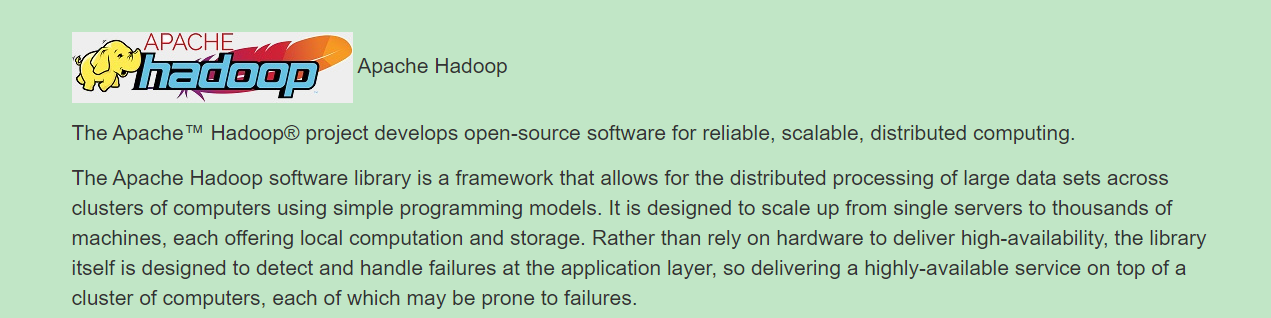 APACHE
hadoop
Apache Hadoop
The Apache™ Hadoop® project develops open-source software for reliable, scalable, distributed computing.
The Apache Hadoop software library is a framework that allows for the distributed processing of large data sets across
clusters of computers using simple programming models. It is designed to scale up from single servers to thousands of
machines, each offering local computation and storage. Rather than rely on hardware to deliver high-availability, the library
itself is designed to detect and handle failures at the application layer, so delivering a highly-available service on top of a
cluster of computers, each of which may be prone to failures.